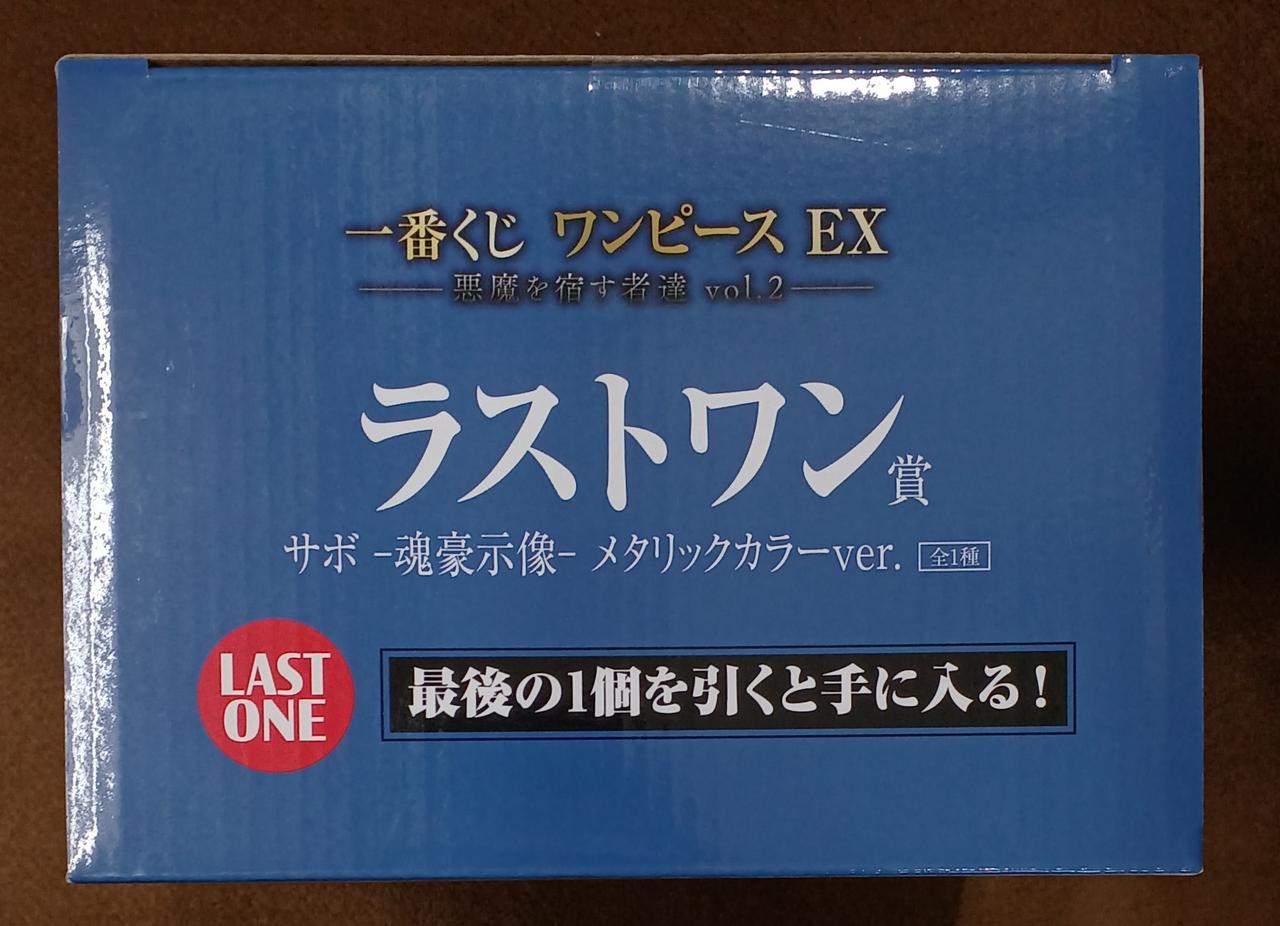 一番くじ ワンピース EX
悪魔を宿す者達 vol.2
ラストワン賞
サボ -魂豪示像- メタリックカラーver. 全1種
LAST
ONE
最後の1個を引くと手に入る!